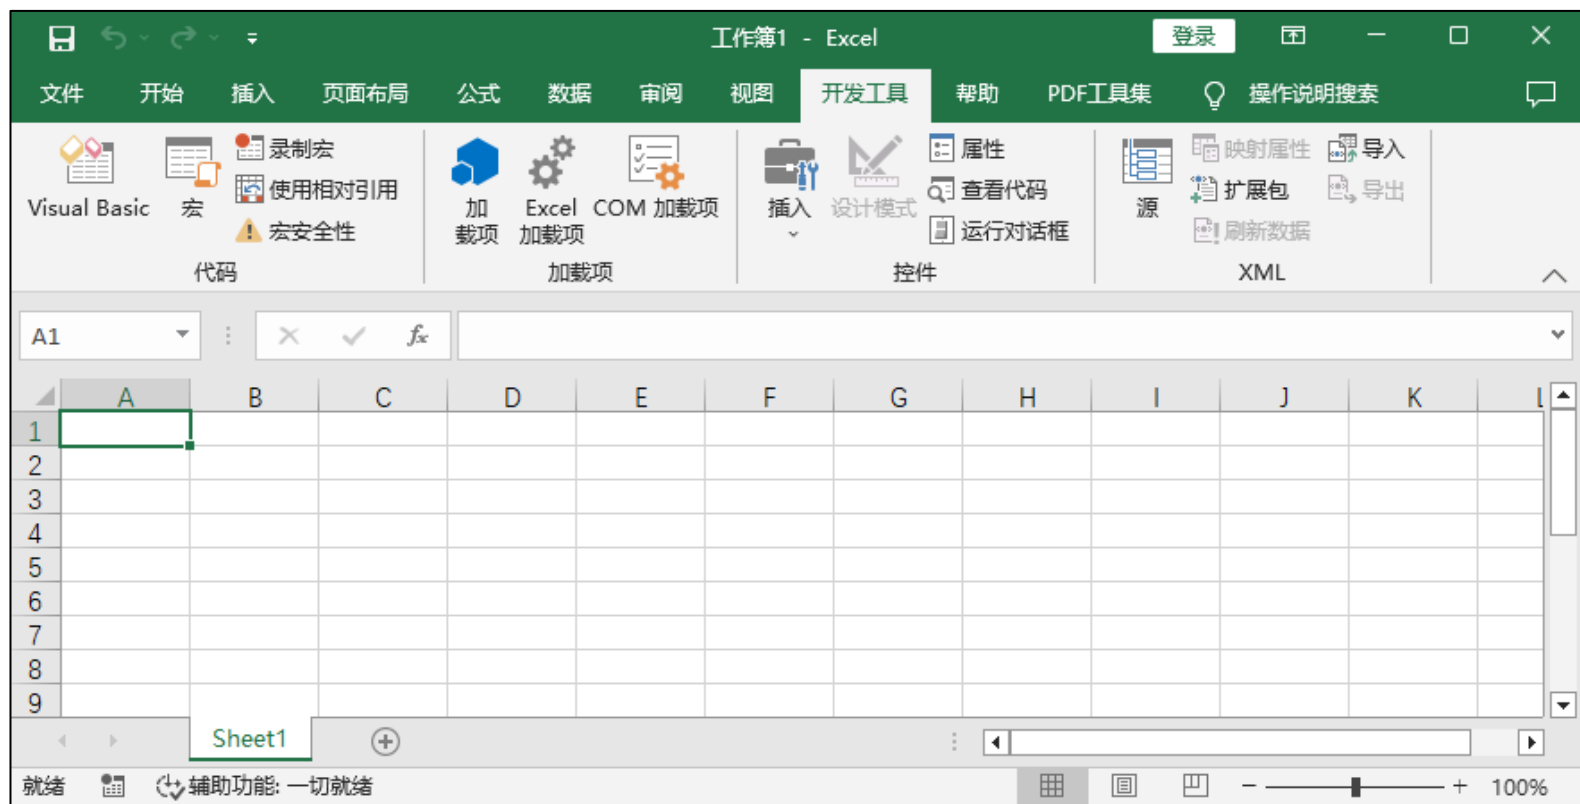 工作簿1 - Excel 登录
文件 开始 插入 页面布局 公式 数据 审阅 视图 开发工具 帮助 PDF工具集 操作说明搜索
Visual Basic 宏 录制宏
使用相对引用
宏安全性
代码
加
载项
Excel
加载项
COM 加载项
加载项
插入 设计模式 属性
查看代码
运行对话框
控件
源 映射属性 导入
扩展包 导出
刷新数据
XML
A1 fx
A B C D E F G H I J K L
1
2
3
4
5
6
7
8
9
Sheet1
就绪 辅助功能: 一切就绪 100%